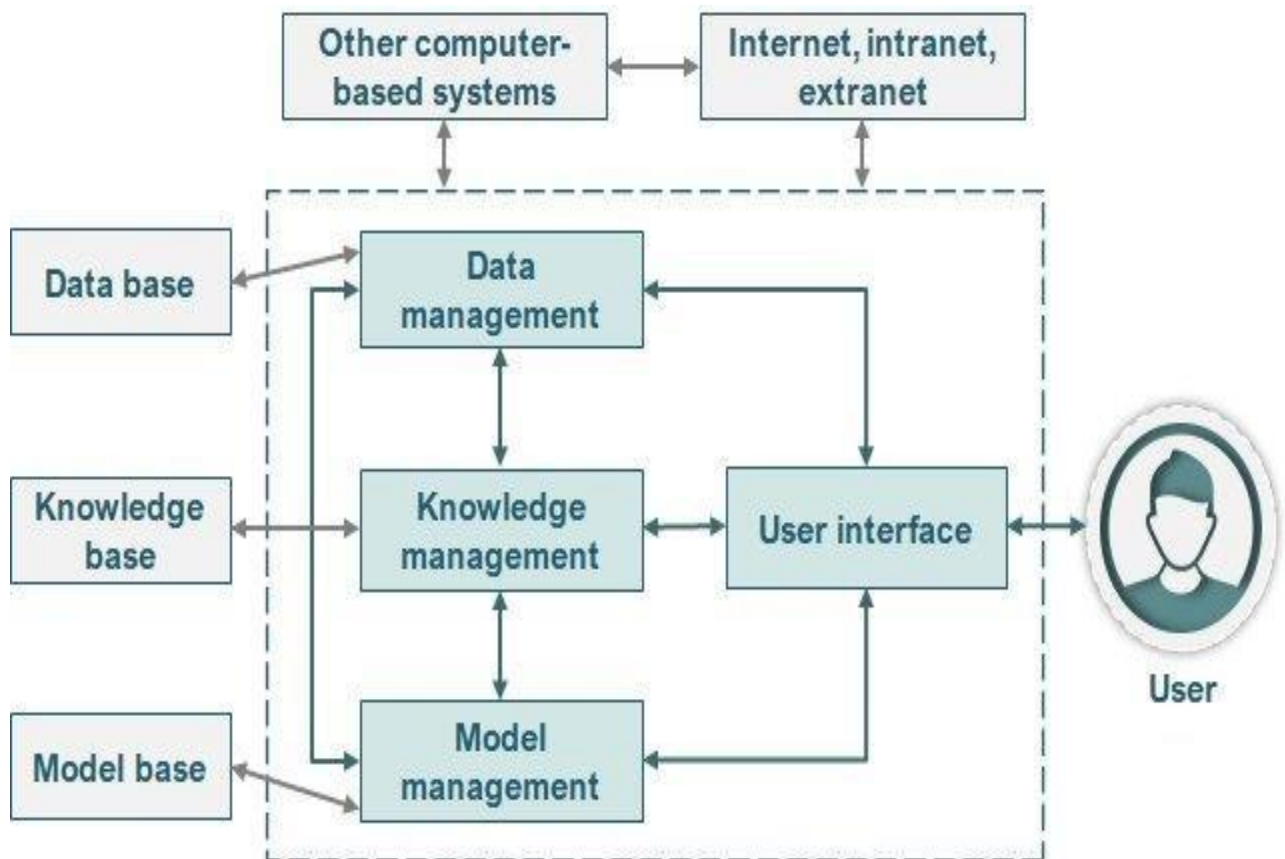 Other computer-
based systems
Internet, intranet,
extranet
Data base
Data
management
Knowledge
base
Knowledge
management
User interface
User
Model base
Model
management